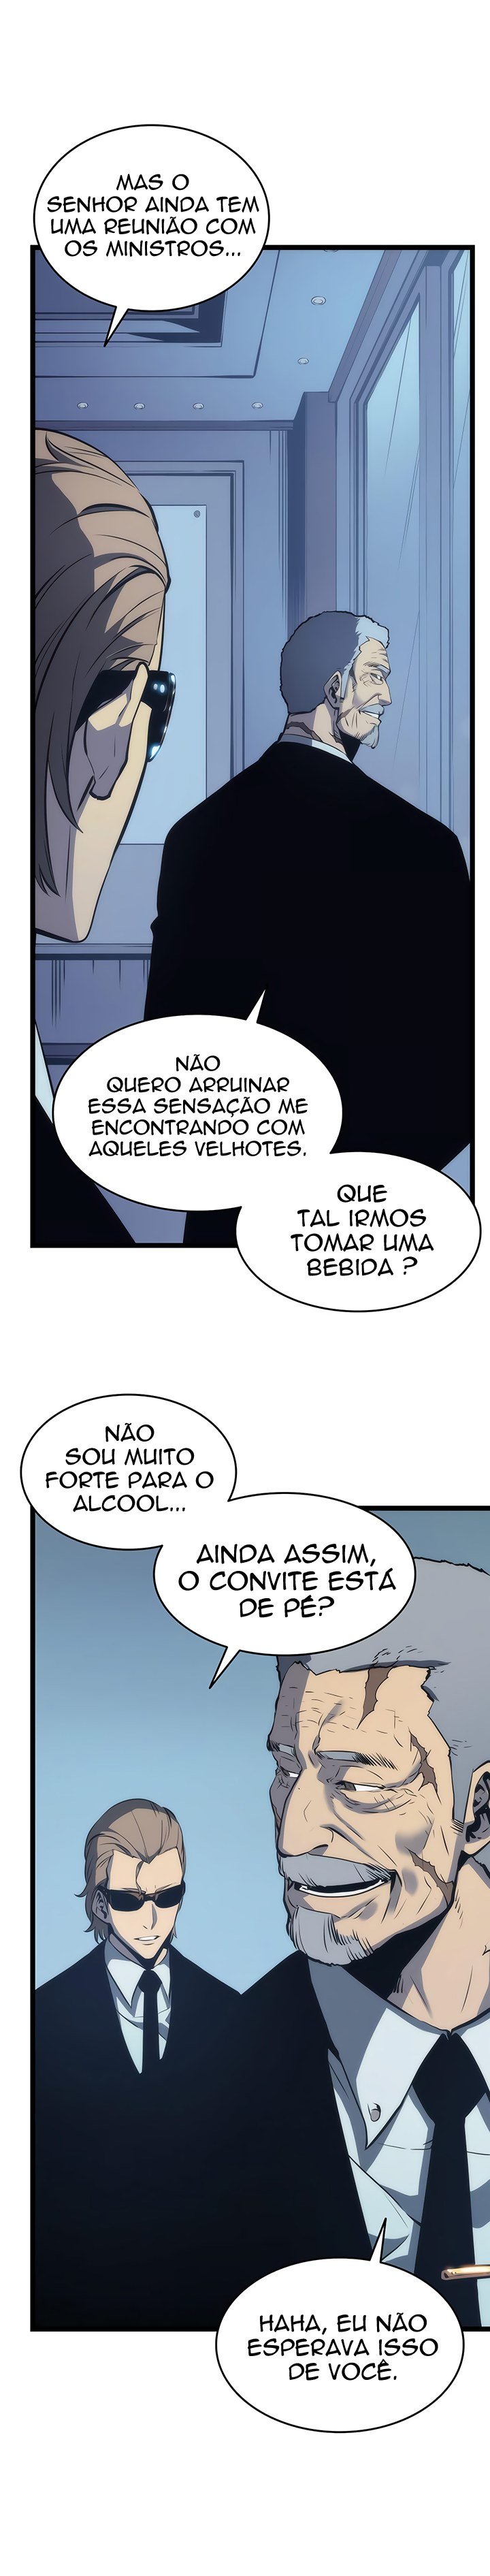 MAS O
SENHOR AINDA TEM
UMA REUNIÃO COM
OS MINISTROS...
NÃO
QUERO ARRUINAR
ESSA SENSAÇÃO ME
ENCONTRANDO COM
AQUELES VELHOTES.
QUE
TAL IRMOS
TOMAR UMA
BEBIDA ?
NÃO
SOU MUITO
FORTE PARA O
ALCOOL...
AINDA ASSIM,
O CONVITE ESTÁ
DE PÉ?
HAHA, EU NÃO
ESPERAVA ISSO
DE VOCÊ.